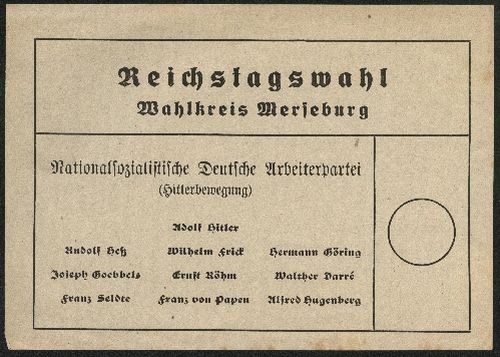 Reichstagswahl
Wahlkreis Merseburg
Nationalsozialistische Deutsche Arbeiterpartei
(Hitlerbewegung)
Adolf Hitler
Rudolf Heß Wilhelm Frick Hermann Göring
Joseph Goebbels Ernst Röhm Walther Darré
Franz Seldte Franz von Papen Alfred Hugenberg